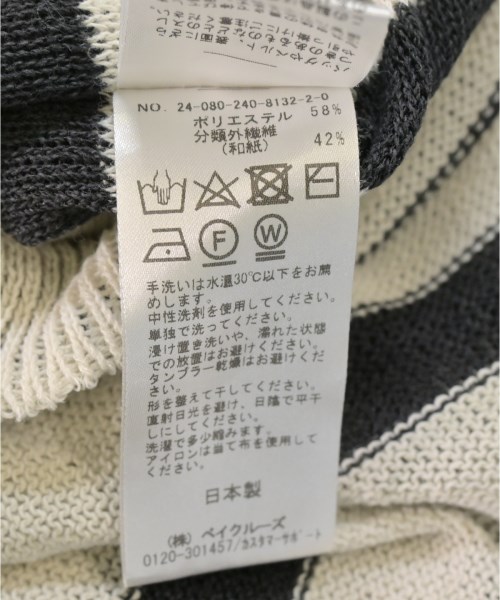 NO. 24-080-240-8132-2-0
ポリエステル 58%
分類外繊維
(和紙) 42%
F W
手洗いは水温30℃以下をお薦
めします。
中性洗剤を使用してください。
単独で洗ってください。
浸け置き洗いや、濡れた状態
での放置はお避けください。
タンブラー乾燥はお避けくだ
さい。
形を整えて干してください。
直射日光を避け、日陰で平干
しにしてください。
洗濯で多少縮みます。
アイロンは当て布を使用して
ください。
日本製
(株) ベイクルーズ
0120-301457/カスタマーサポート